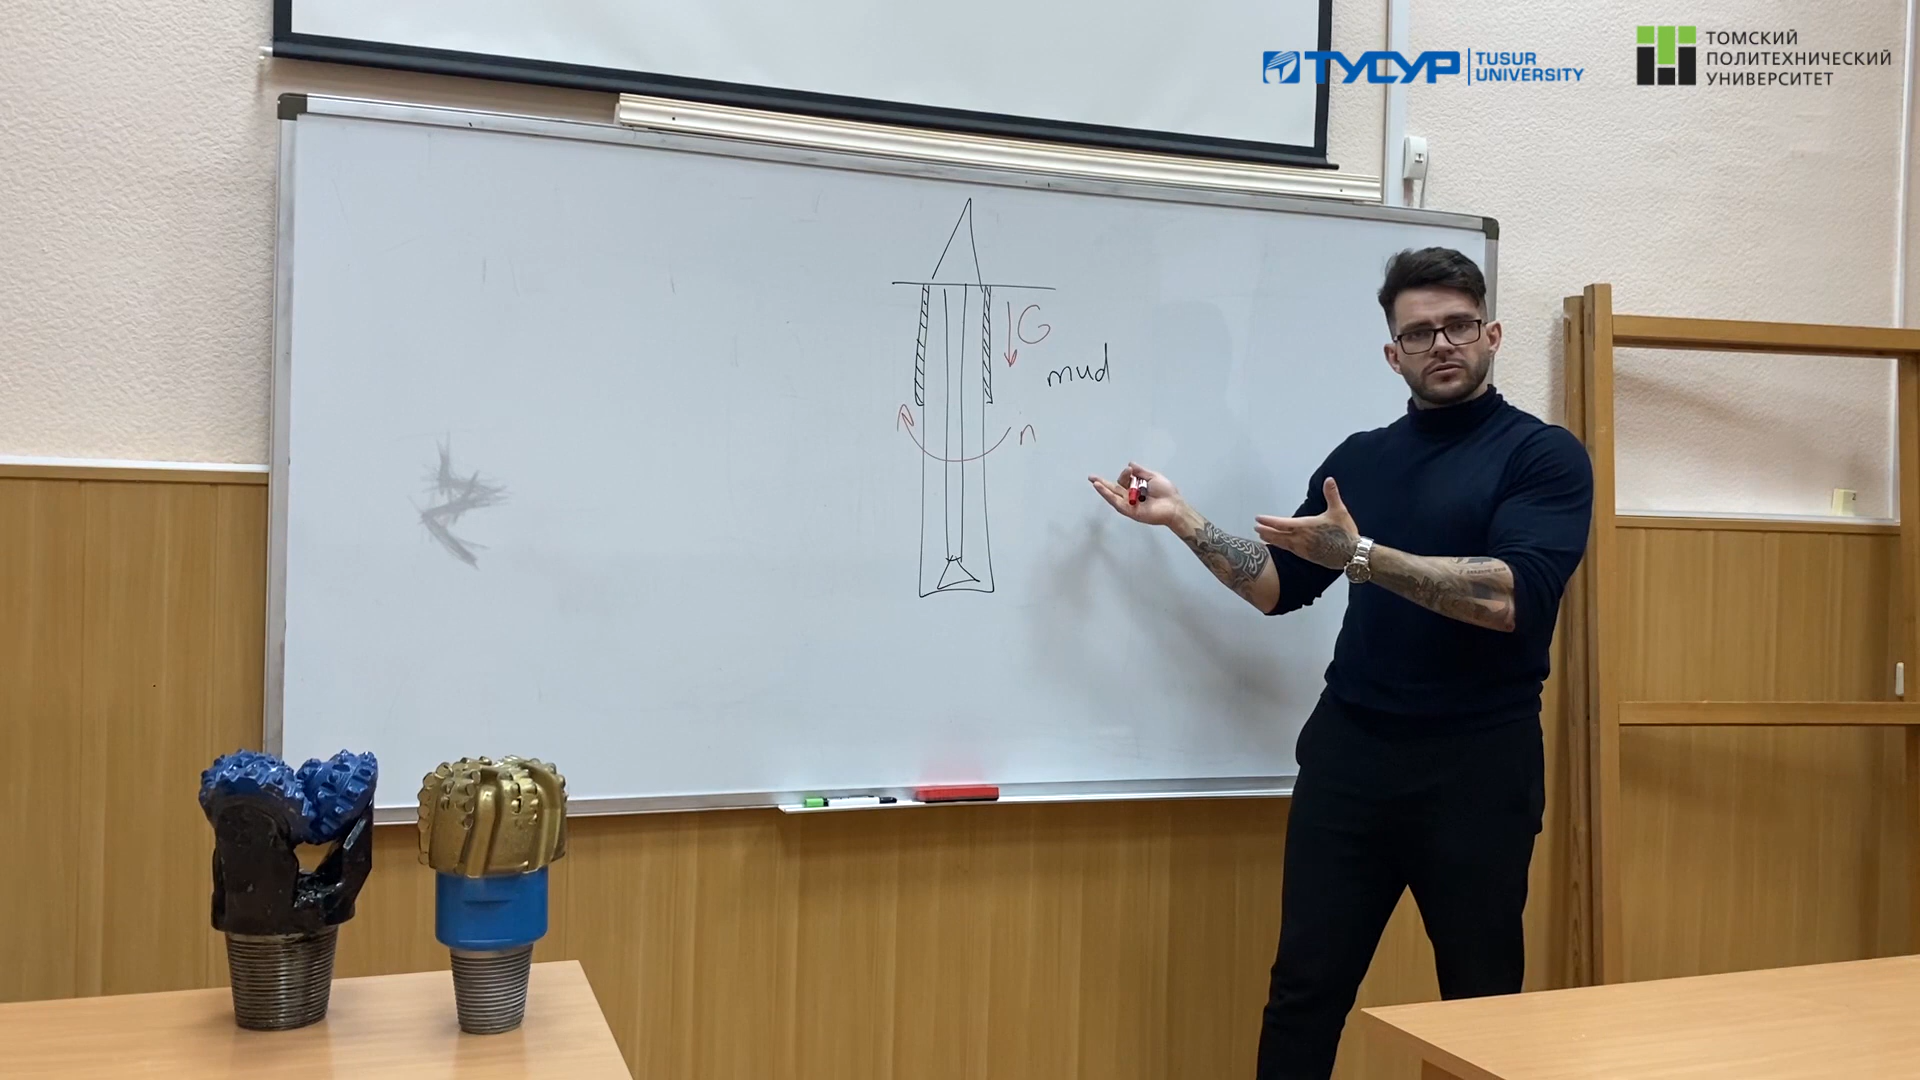 ТУСУР
TUSUR
UNIVERSITY
ТОМСКИЙ
ПОЛИТЕХНИЧЕСКИЙ
УНИВЕРСИТЕТ
G
mud
n